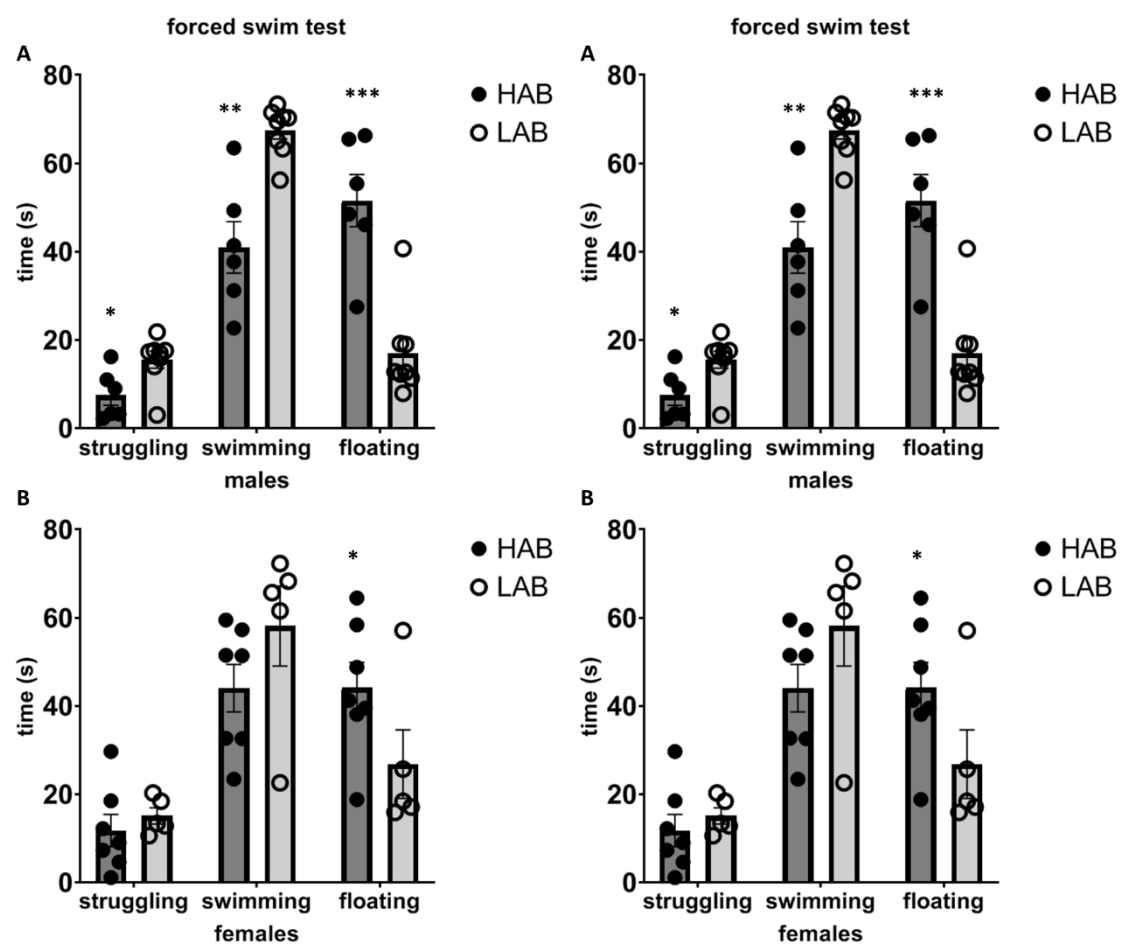 forced swim test
A
80
60
40
20
0
time (s)
*
**
***
HAB
LAB
struggling swimming floating
males
B
80
60
40
20
0
time (s)
*
HAB
LAB
struggling swimming floating
females
forced swim test
A
80
60
40
20
0
time (s)
*
**
***
HAB
LAB
struggling swimming floating
males
B
80
60
40
20
0
time (s)
*
HAB
LAB
struggling swimming floating
females